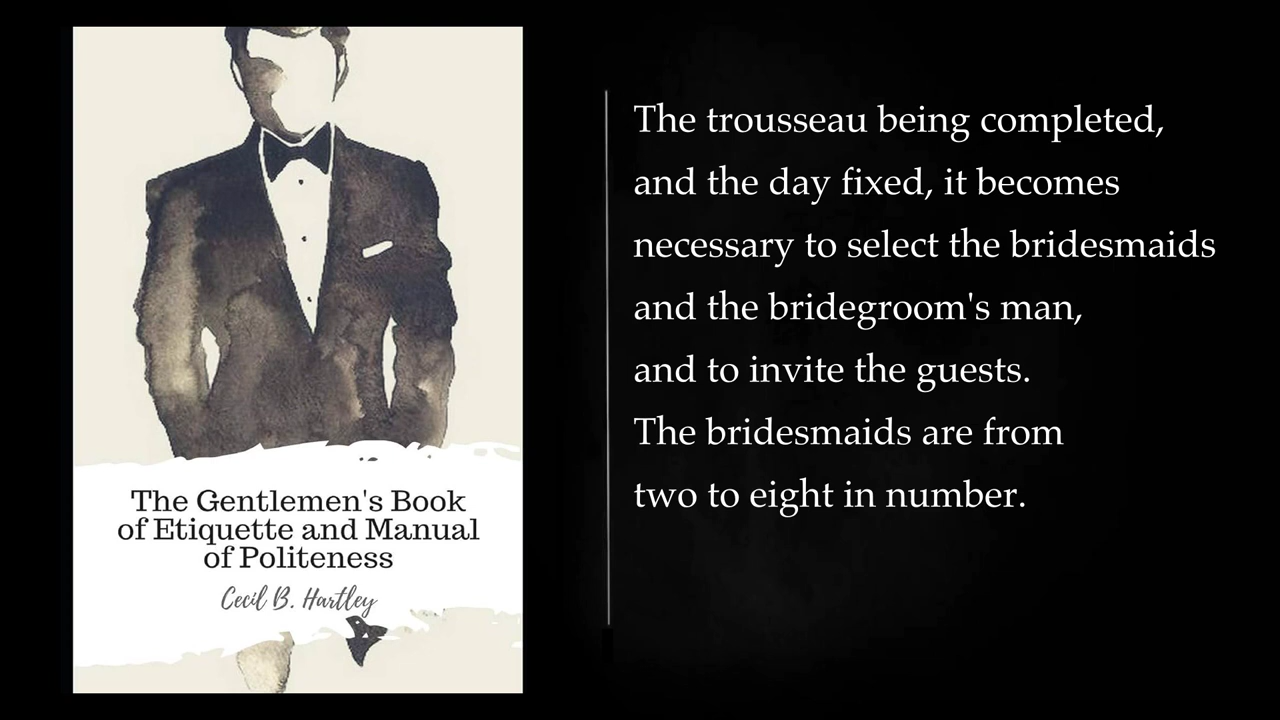 The Gentlemen's Book
of Etiquette and Manual
of Politeness
Cecil B. Hartley
The trousseau being completed,
and the day fixed, it becomes
necessary to select the bridesmaids
and the bridegroom's man,
and to invite the guests.
The bridesmaids are from
two to eight in number.